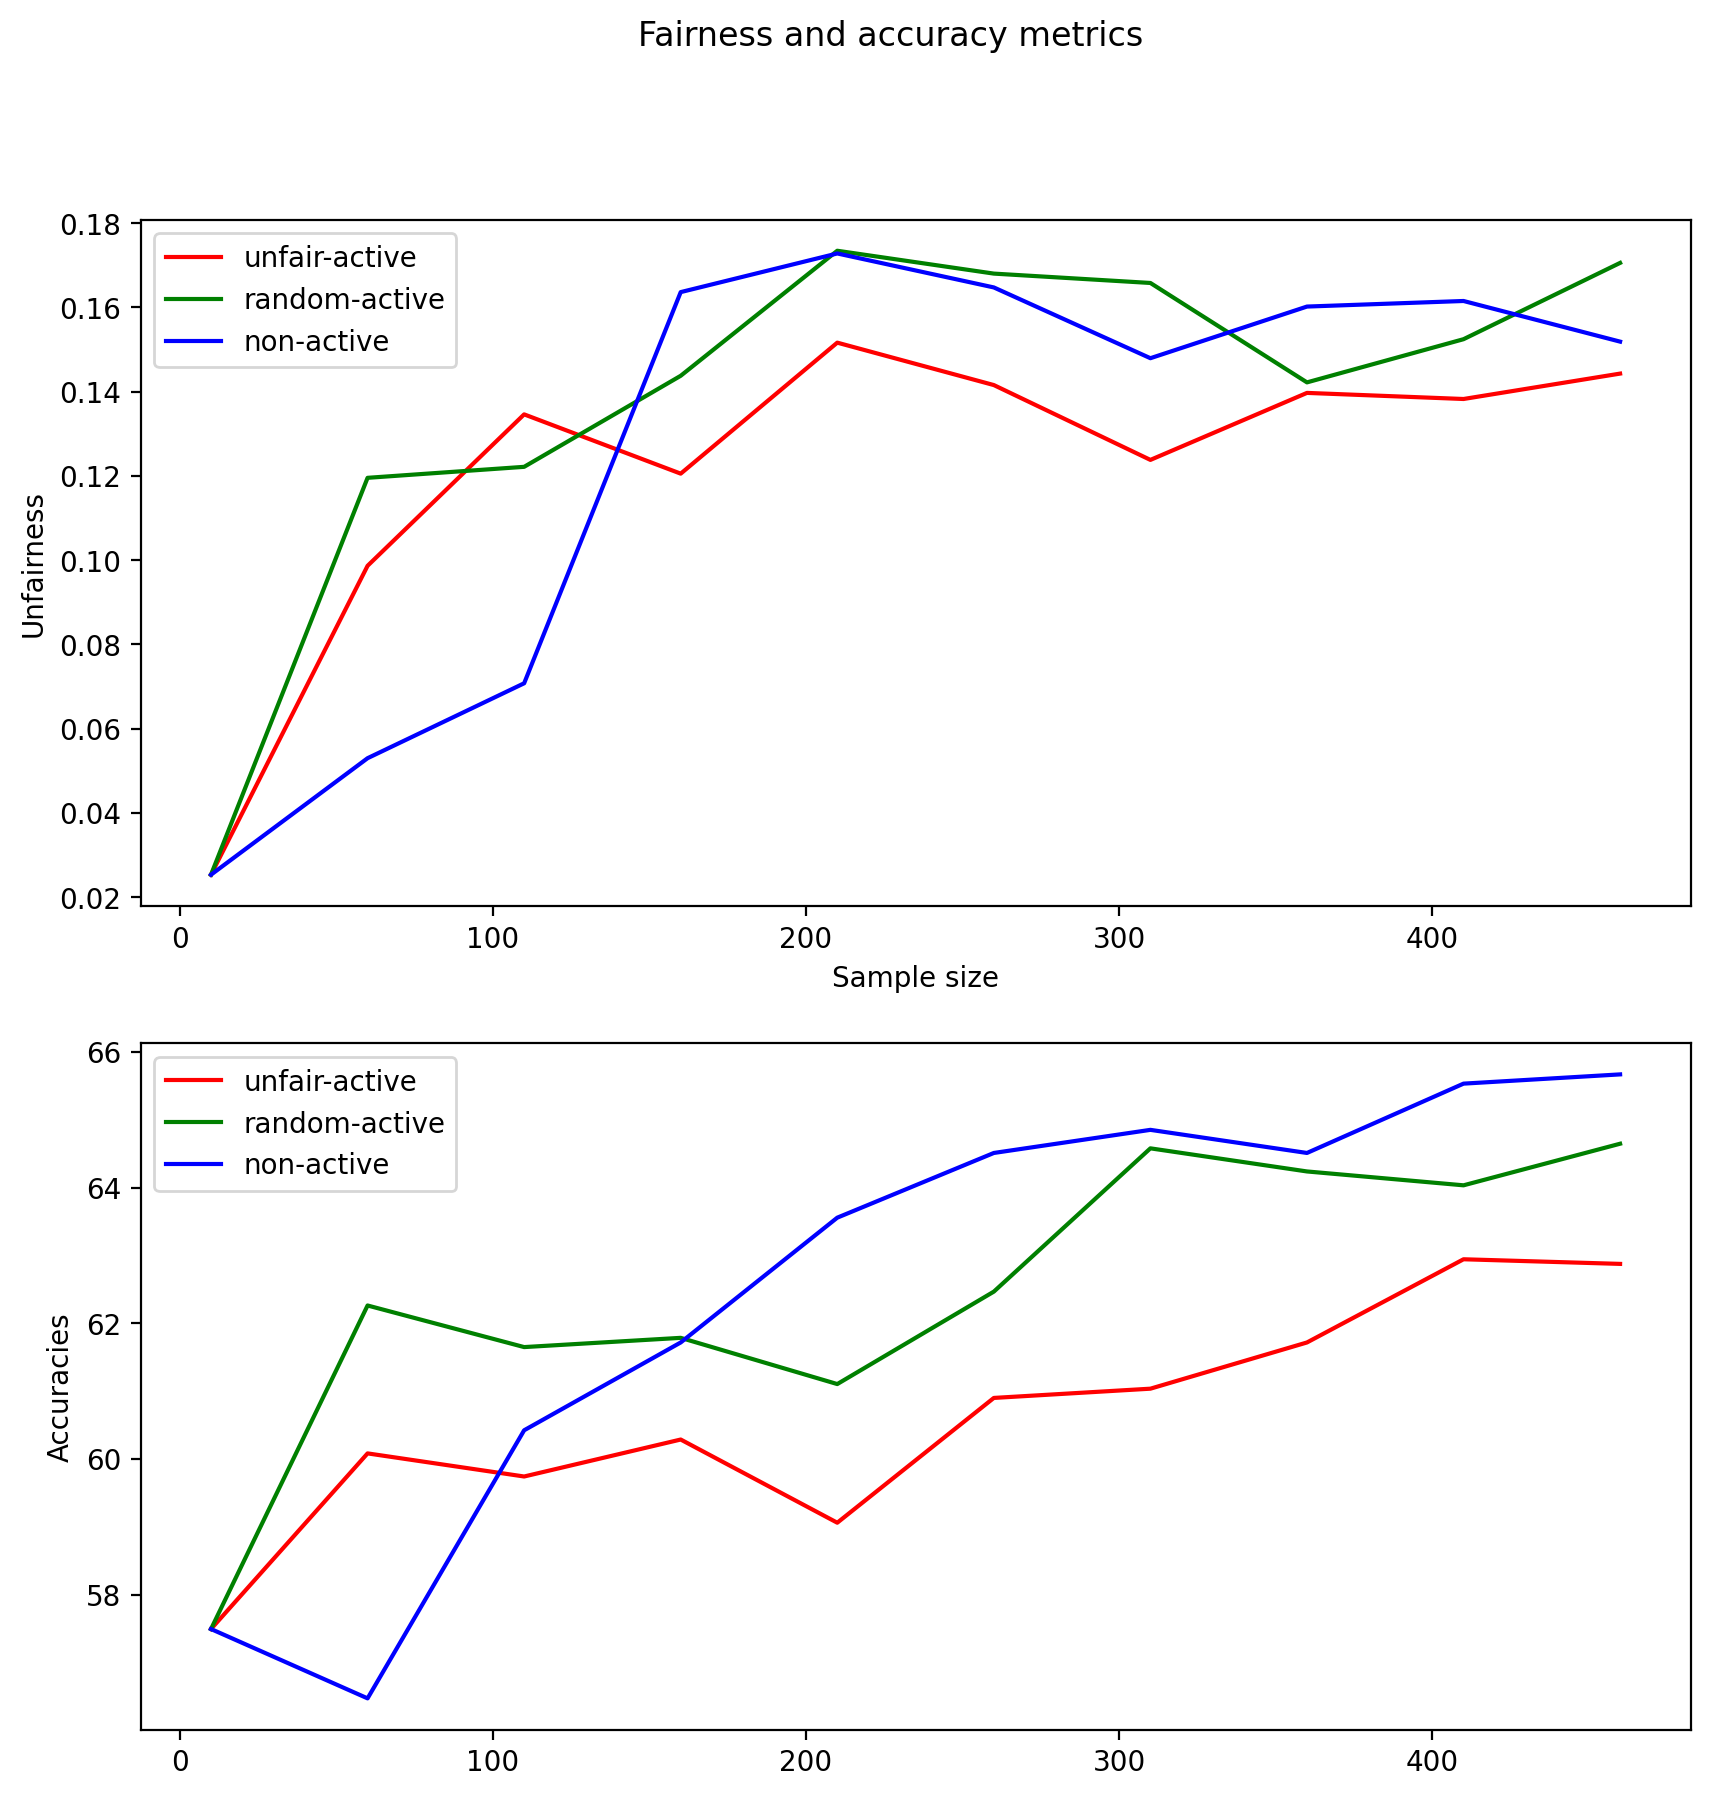 Fairness and accuracy metrics
0.18
0.16
0.14
0.12
0.10
0.08
0.06
0.04
0.02
Unfairness
unfair-active
random-active
non-active
0 100 200 300 400
Sample size
66
64
62
60
58
Accuracies
unfair-active
random-active
non-active
0 100 200 300 400